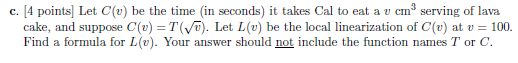 c. [4 points] Let C(v) be the time (in seconds) it takes Cal to eat a v cm³ serving of lava
cake, and suppose C(v) = T(√v). Let L(v) be the local linearization of C(v) at v = 100.
Find a formula for L(v). Your answer should not include the function names T or C.